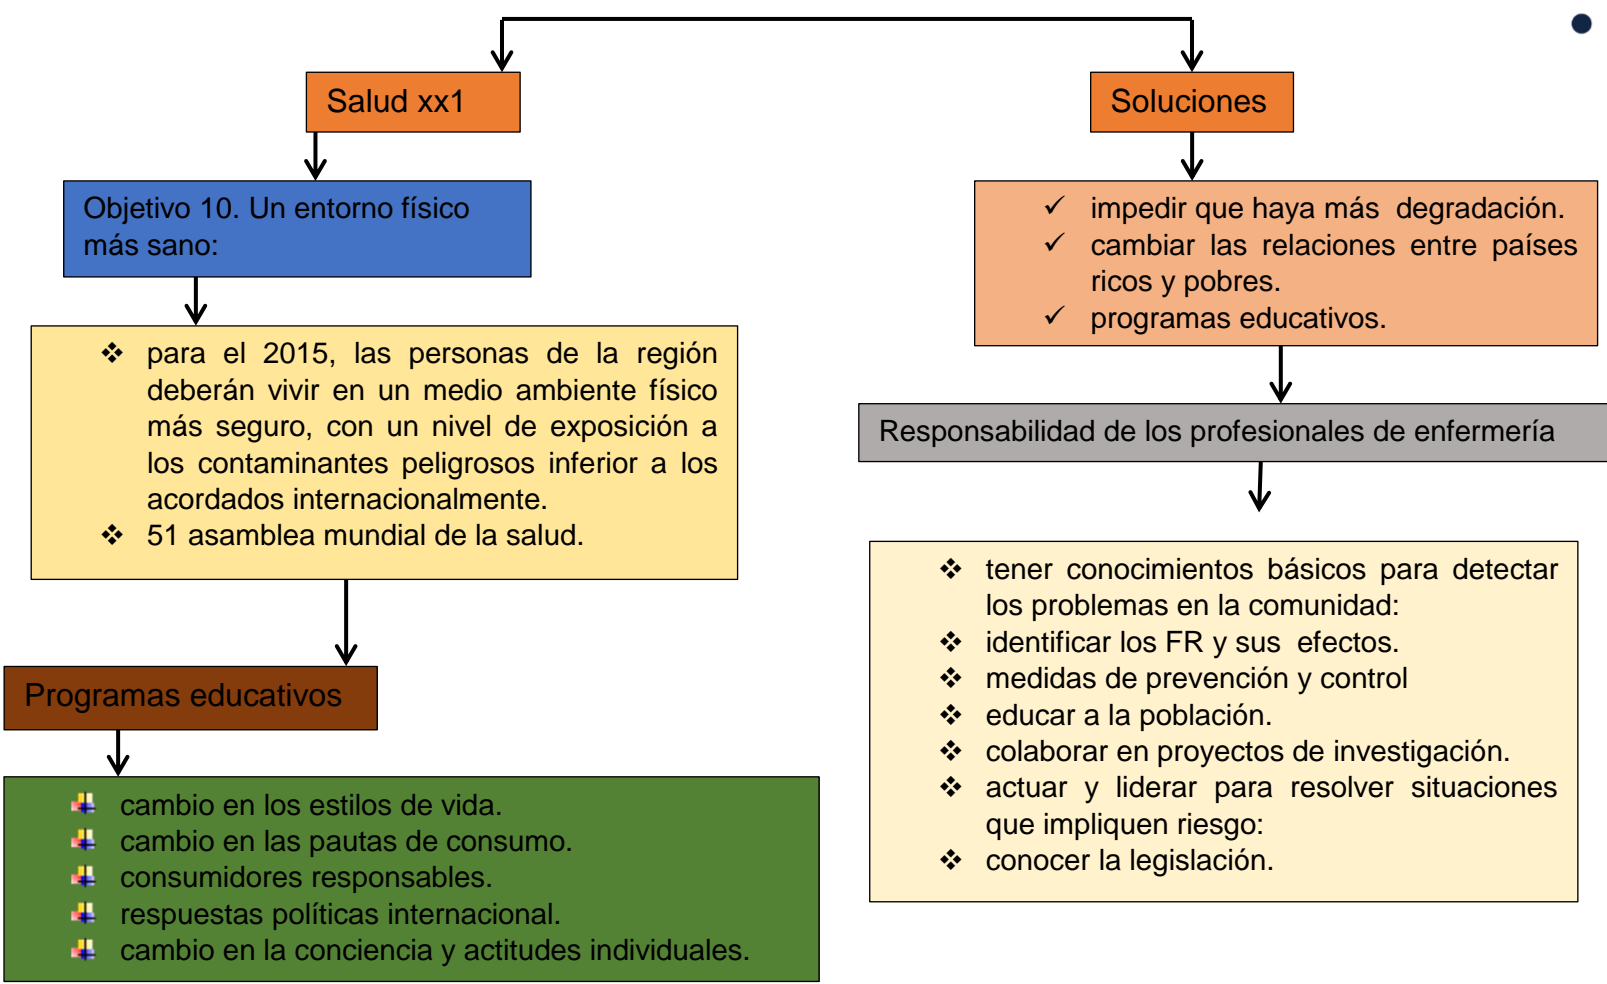 Salud xx1
Objetivo 10. Un entorno físico
más sano:
para el 2015, las personas de la región
deberán vivir en un medio ambiente físico
más seguro, con un nivel de exposición a
los contaminantes peligrosos inferior a los
acordados internacionalmente.
51 asamblea mundial de la salud.
Programas educativos
cambio en los estilos de vida.
cambio en las pautas de consumo.
consumidores responsables.
respuestas políticas internacional.
cambio en la conciencia y actitudes individuales.
Soluciones
impedir que haya más degradación.
cambiar las relaciones entre países
ricos y pobres.
programas educativos.
Responsabilidad de los profesionales de enfermería
tener conocimientos básicos para detectar
los problemas en la comunidad:
identificar los FR y sus efectos.
medidas de prevención y control
educar a la población.
colaborar en proyectos de investigación.
actuar y liderar para resolver situaciones
que impliquen riesgo:
conocer la legislación.